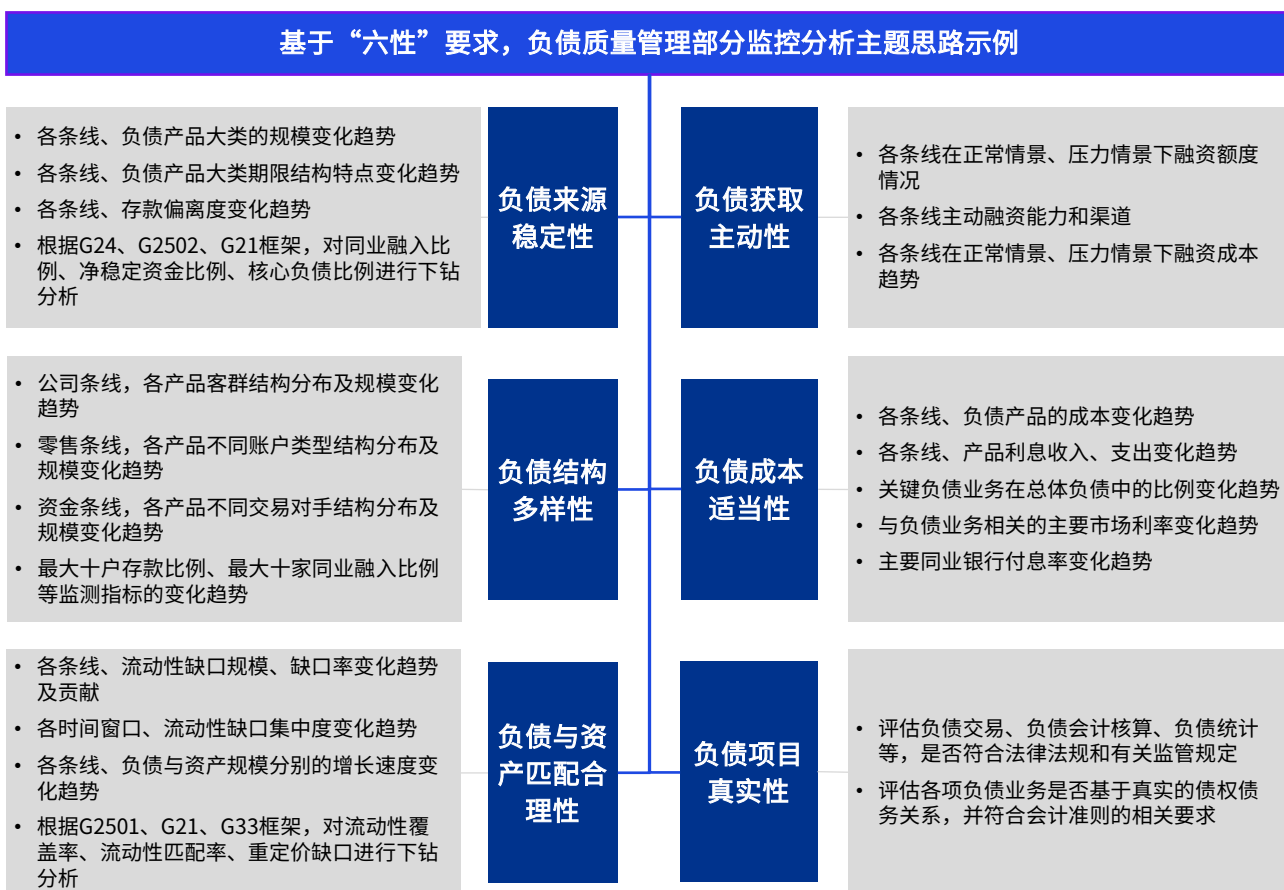 基于“六性”要求，负债质量管理部分监控分析主题思路示例
• 各条线、负债产品大类的规模变化趋势
• 各条线、负债产品大类期限结构特点变化趋势
• 各条线、存款偏离度变化趋势
• 根据G24、G2502、G21框架，对同业融入比
例、净稳定资金比例、核心负债比例进行下钻
分析
负债来源
稳定性
负债获取
主动性
• 各条线在正常情景、压力情景下融资额度
情况
• 各条线主动融资能力和渠道
• 各条线在正常情景、压力情景下融资成本
趋势
• 公司条线，各产品客群结构分布及规模变化
趋势
• 零售条线，各产品不同账户类型结构分布及
规模变化趋势
• 资金条线，各产品不同交易对手结构分布及
规模变化趋势
• 最大十户存款比例、最大十家同业融入比例
等监测指标的变化趋势
负债结构
多样性
负债成本
适当性
• 各条线、负债产品的成本变化趋势
• 各条线、产品利息收入、支出变化趋势
• 关键负债业务在总体负债中的比例变化趋势
• 与负债业务相关的主要市场利率变化趋势
• 主要同业银行付息率变化趋势
• 各条线、流动性缺口规模、缺口率变化趋势
及贡献
• 各时间窗口、流动性缺口集中度变化趋势
• 各条线、负债与资产规模分别的增长速度变
化趋势
• 根据G2501、G21、G33框架，对流动性覆
盖率、流动性匹配率、重定价缺口进行下钻
分析
负债与资
产匹配合
理性
负债项目
真实性
• 评估负债交易、负债会计核算、负债统计
等，是否符合法律法规和有关监管规定
• 评估各项负债业务是否基于真实的债权债
务关系，并符合会计准则的相关要求